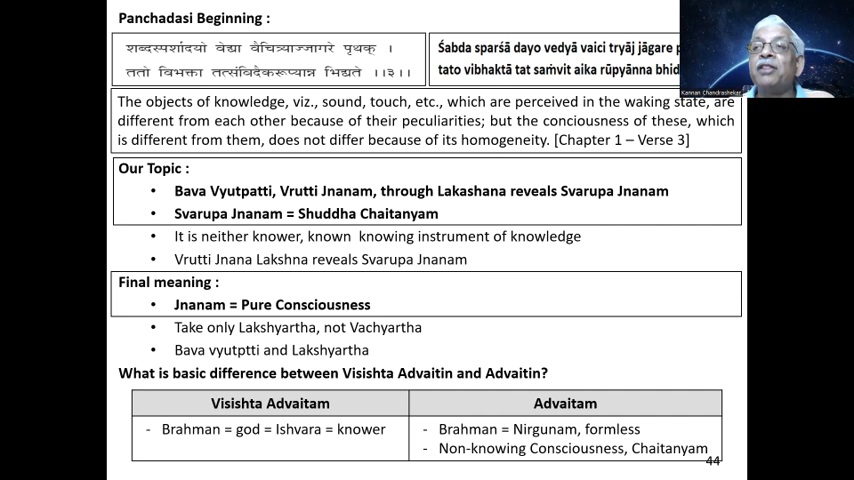 Panchadasi Beginning :
शब्दस्पर्शादयो वेद्या वैचित्र्याज्जागरे पृथक् ।
ततो विभक्ता तत्संविदैकरूप्यान्न भिद्यते ।।३।।
Śabda sparśā dayo vedyā vaici tryāj jāgare
tato vibhaktā tat saṁvit aika rūpyānna bhid
Kannan Chandrashekar
The objects of knowledge, viz., sound, touch, etc., which are perceived in the waking state, are
different from each other because of their peculiarities; but the conciousness of these, which
is different from them, does not differ because of its homogeneity. [Chapter 1 – Verse 3]
Our Topic :
• Bava Vyutpatti, Vrutti Jnanam, through Lakashana reveals Svarupa Jnanam
• Svarupa Jnanam = Shuddha Chaitanyam
• It is neither knower, known knowing instrument of knowledge
• Vrutti Jnana Lakshna reveals Svarupa Jnanam
Final meaning :
• Jnanam = Pure Consciousness
• Take only Lakshyartha, not Vachyartha
• Bava vyutptti and Lakshyartha
What is basic difference between Visishta Advaitin and Advaitin?
Visishta Advaitam Advaitam
- Brahman = god = Ishvara = knower - Brahman = Nirgunam, formless
- Non-knowing Consciousness, Chaitanyam
44